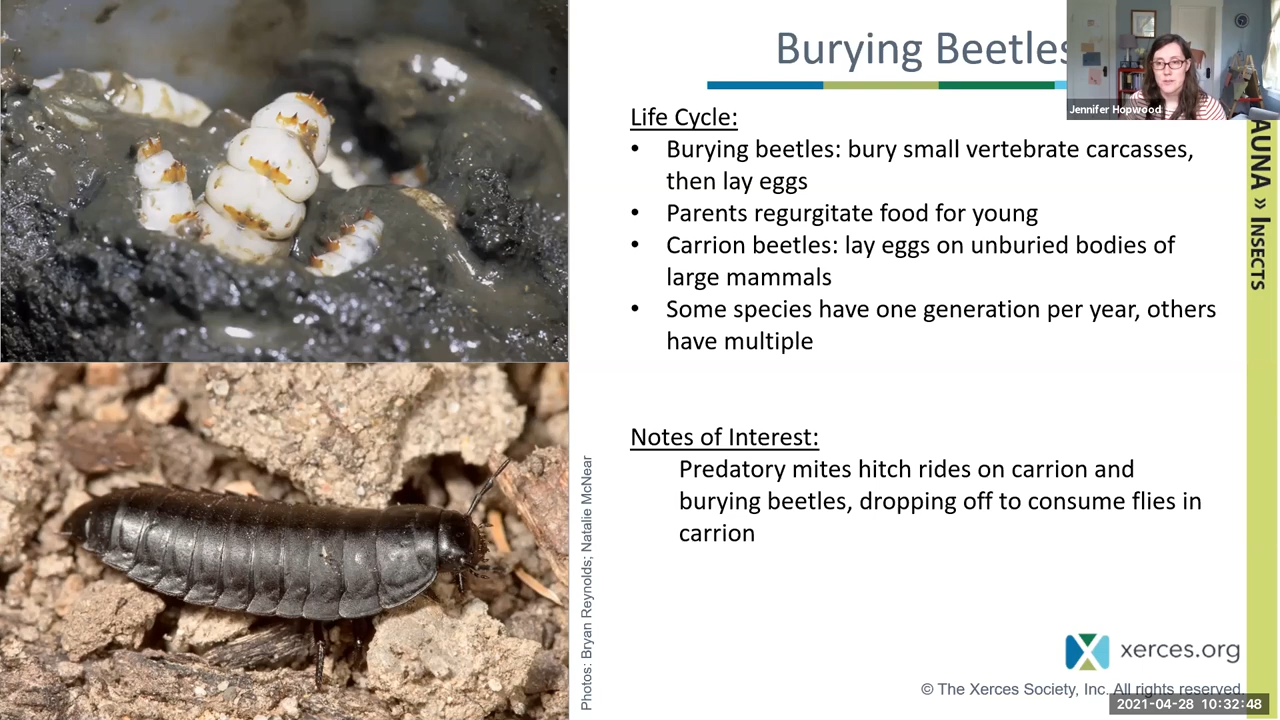 Burying Beetles
Jennifer Hopwood
Life Cycle:
• Burying beetles: bury small vertebrate carcasses,
then lay eggs
• Parents regurgitate food for young
• Carrion beetles: lay eggs on unburied bodies of
large mammals
• Some species have one generation per year, others
have multiple
Notes of Interest:
Predatory mites hitch rides on carrion and
burying beetles, dropping off to consume flies in
carrion
Photos: Bryan Reynolds; Natalie McNear
AUNA » INSECTS
xerces.org
© The Xerces Society, Inc. All rights reserved.
2021-04-28 10:32:48